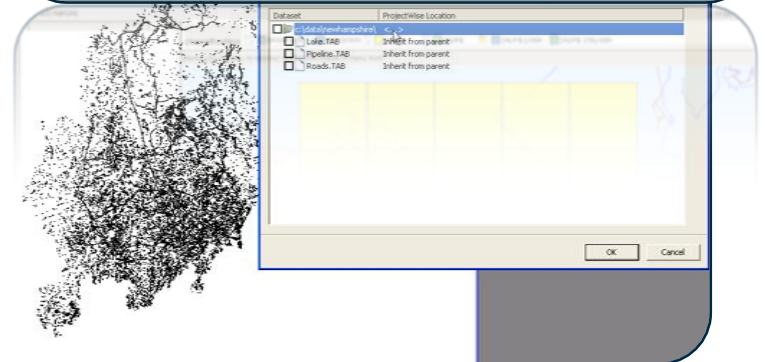 Dataset ProjectWise Location
c:\data\newhampshire\ <...>
Lake.TAB Inherit from parent
Pipeline.TAB Inherit from parent
Roads.TAB Inherit from parent
OK Cancel